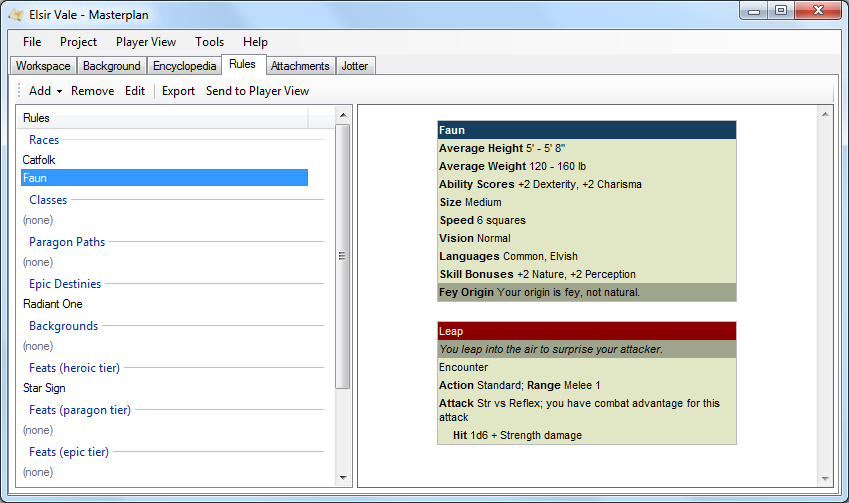 Elsir Vale - Masterplan
File Project Player View Tools Help
Workspace Background Encyclopedia Rules Attachments Jotter
Add Remove Edit Export Send to Player View
Rules
Races
Catfolk
Faun
Classes
(none)
Paragon Paths
(none)
Epic Destinies
Radiant One
Backgrounds
(none)
Feats (heroic tier)
Star Sign
Feats (paragon tier)
(none)
Feats (epic tier)
(none)
Faun
Average Height 5' - 5' 8"
Average Weight 120 - 160 lb
Ability Scores +2 Dexterity, +2 Charisma
Size Medium
Speed 6 squares
Vision Normal
Languages Common, Elvish
Skill Bonuses +2 Nature, +2 Perception
Fey Origin Your origin is fey, not natural.
Leap
You leap into the air to surprise your attacker.
Encounter
Action Standard; Range Melee 1
Attack Str vs Reflex; you have combat advantage for this
attack
Hit 1d6 + Strength damage